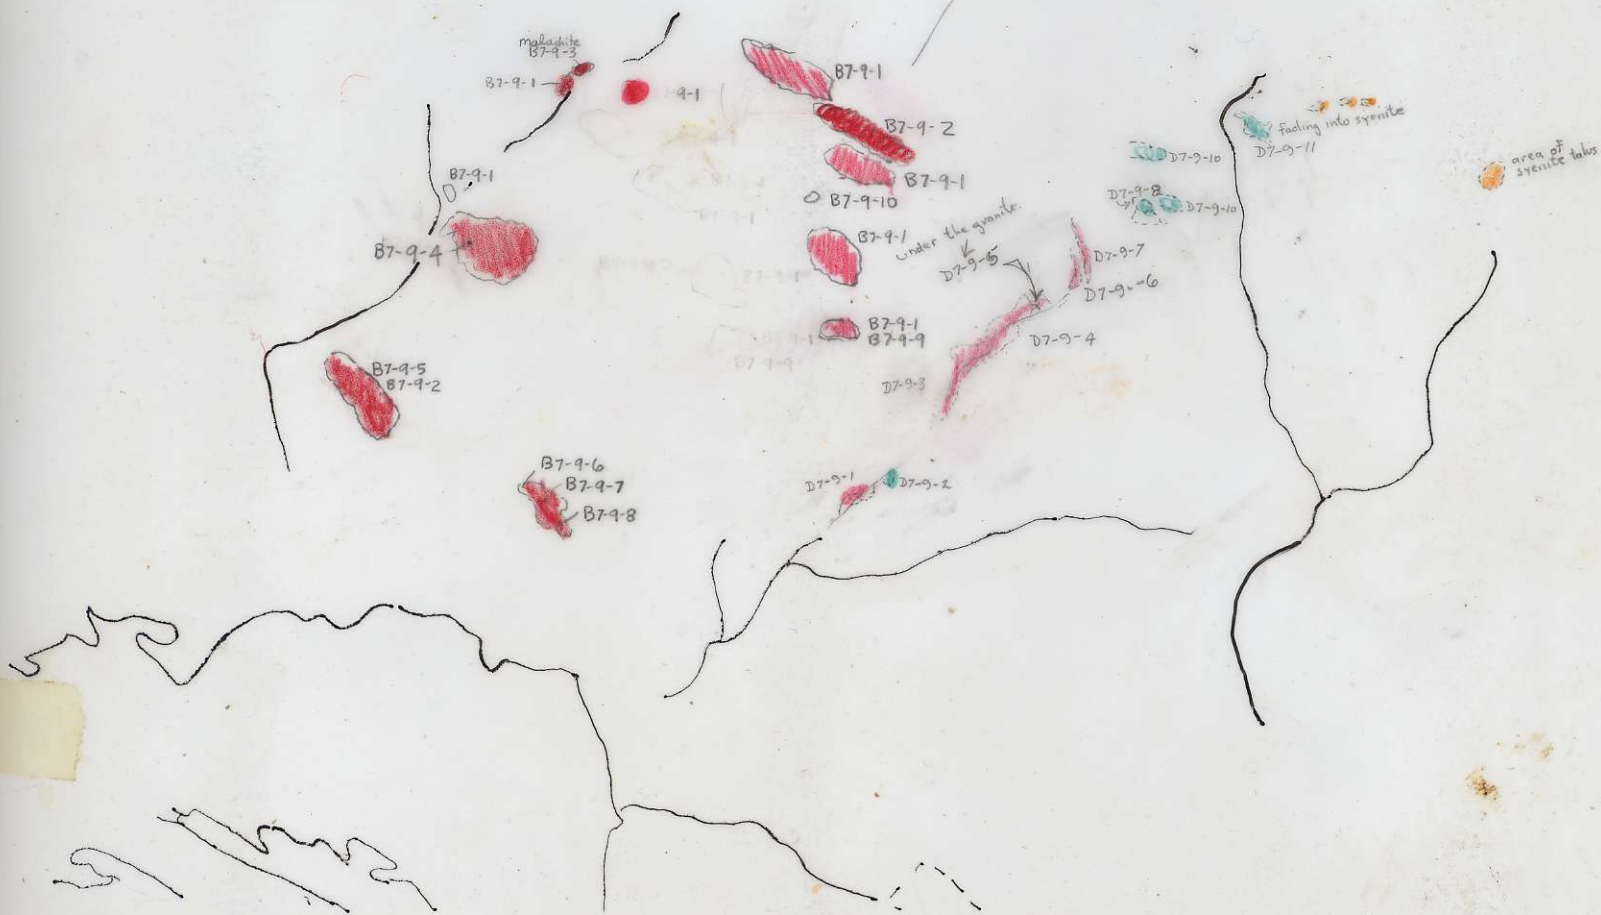 malachite
B7-9-3
B7-9-1
9-1
B7-9-1
B7-9-2
B7-9-1
B7-9-10
B7-9-1
B7-9-1
B7-9-9
B7-9-1
B7-9-4
B7-9-5
B7-9-2
B7-9-6
B7-9-7
B7-9-8
under the granite
D7-9-5
D7-9-7
D7-9-6
D7-9-4
D7-9-3
D7-9-1
D7-9-2
D7-9-10
D7-9-8
D7-9-10
fading into syenite
D7-9-11
area of
syenite talus